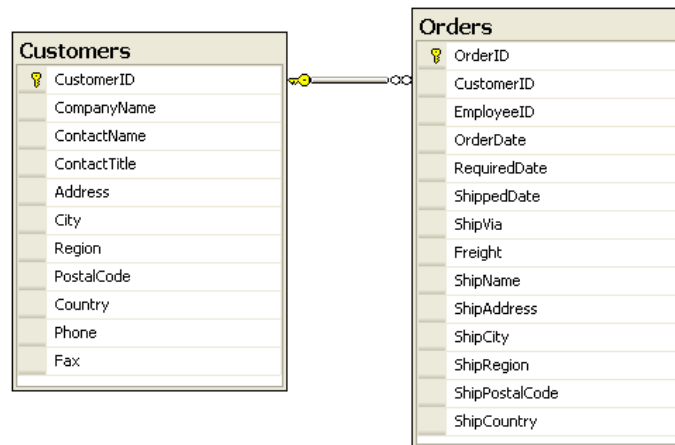 Customers
CustomerID
CompanyName
ContactName
ContactTitle
Address
City
Region
PostalCode
Country
Phone
Fax
Orders
OrderID
CustomerID
EmployeeID
OrderDate
RequiredDate
ShippedDate
ShipVia
Freight
ShipName
ShipAddress
ShipCity
ShipRegion
ShipPostalCode
ShipCountry